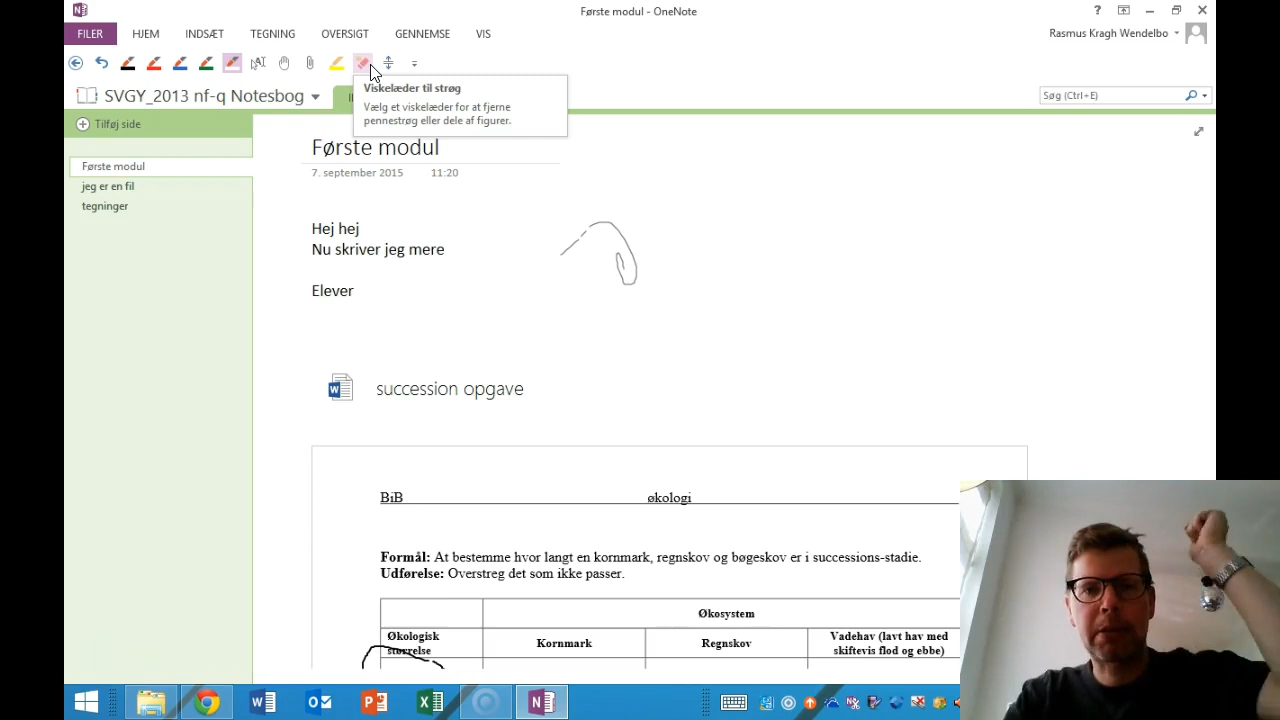 Første modul - OneNote
FILER HJEM INDSÆT TEGNING OVERSIGT GENNEMSE VIS
Rasmus Kragh Wendelbo
SVGY_2013 nf-q Notesbog
Søg (Ctrl+E)
Viskelæder til strøg
Vælg et viskelæder for at fjerne
pennestrøg eller dele af figurer.
Tilføj side
Første modul
jeg er en fil
tegninger
Første modul
7. september 2015 11:20
Hej hej
Nu skriver jeg mere
Elever
succession opgave
BiB økologi
Formål: At bestemme hvor langt en kornmark, regnskov og bøgeskov er i successions-stadie.
Udførelse: Overstreg det som ikke passer.
Økosystem
Økologisk
størrelse
Kornmark
Regnskov
Vadehav (lavt hav med
skiftevis flod og ebbe)